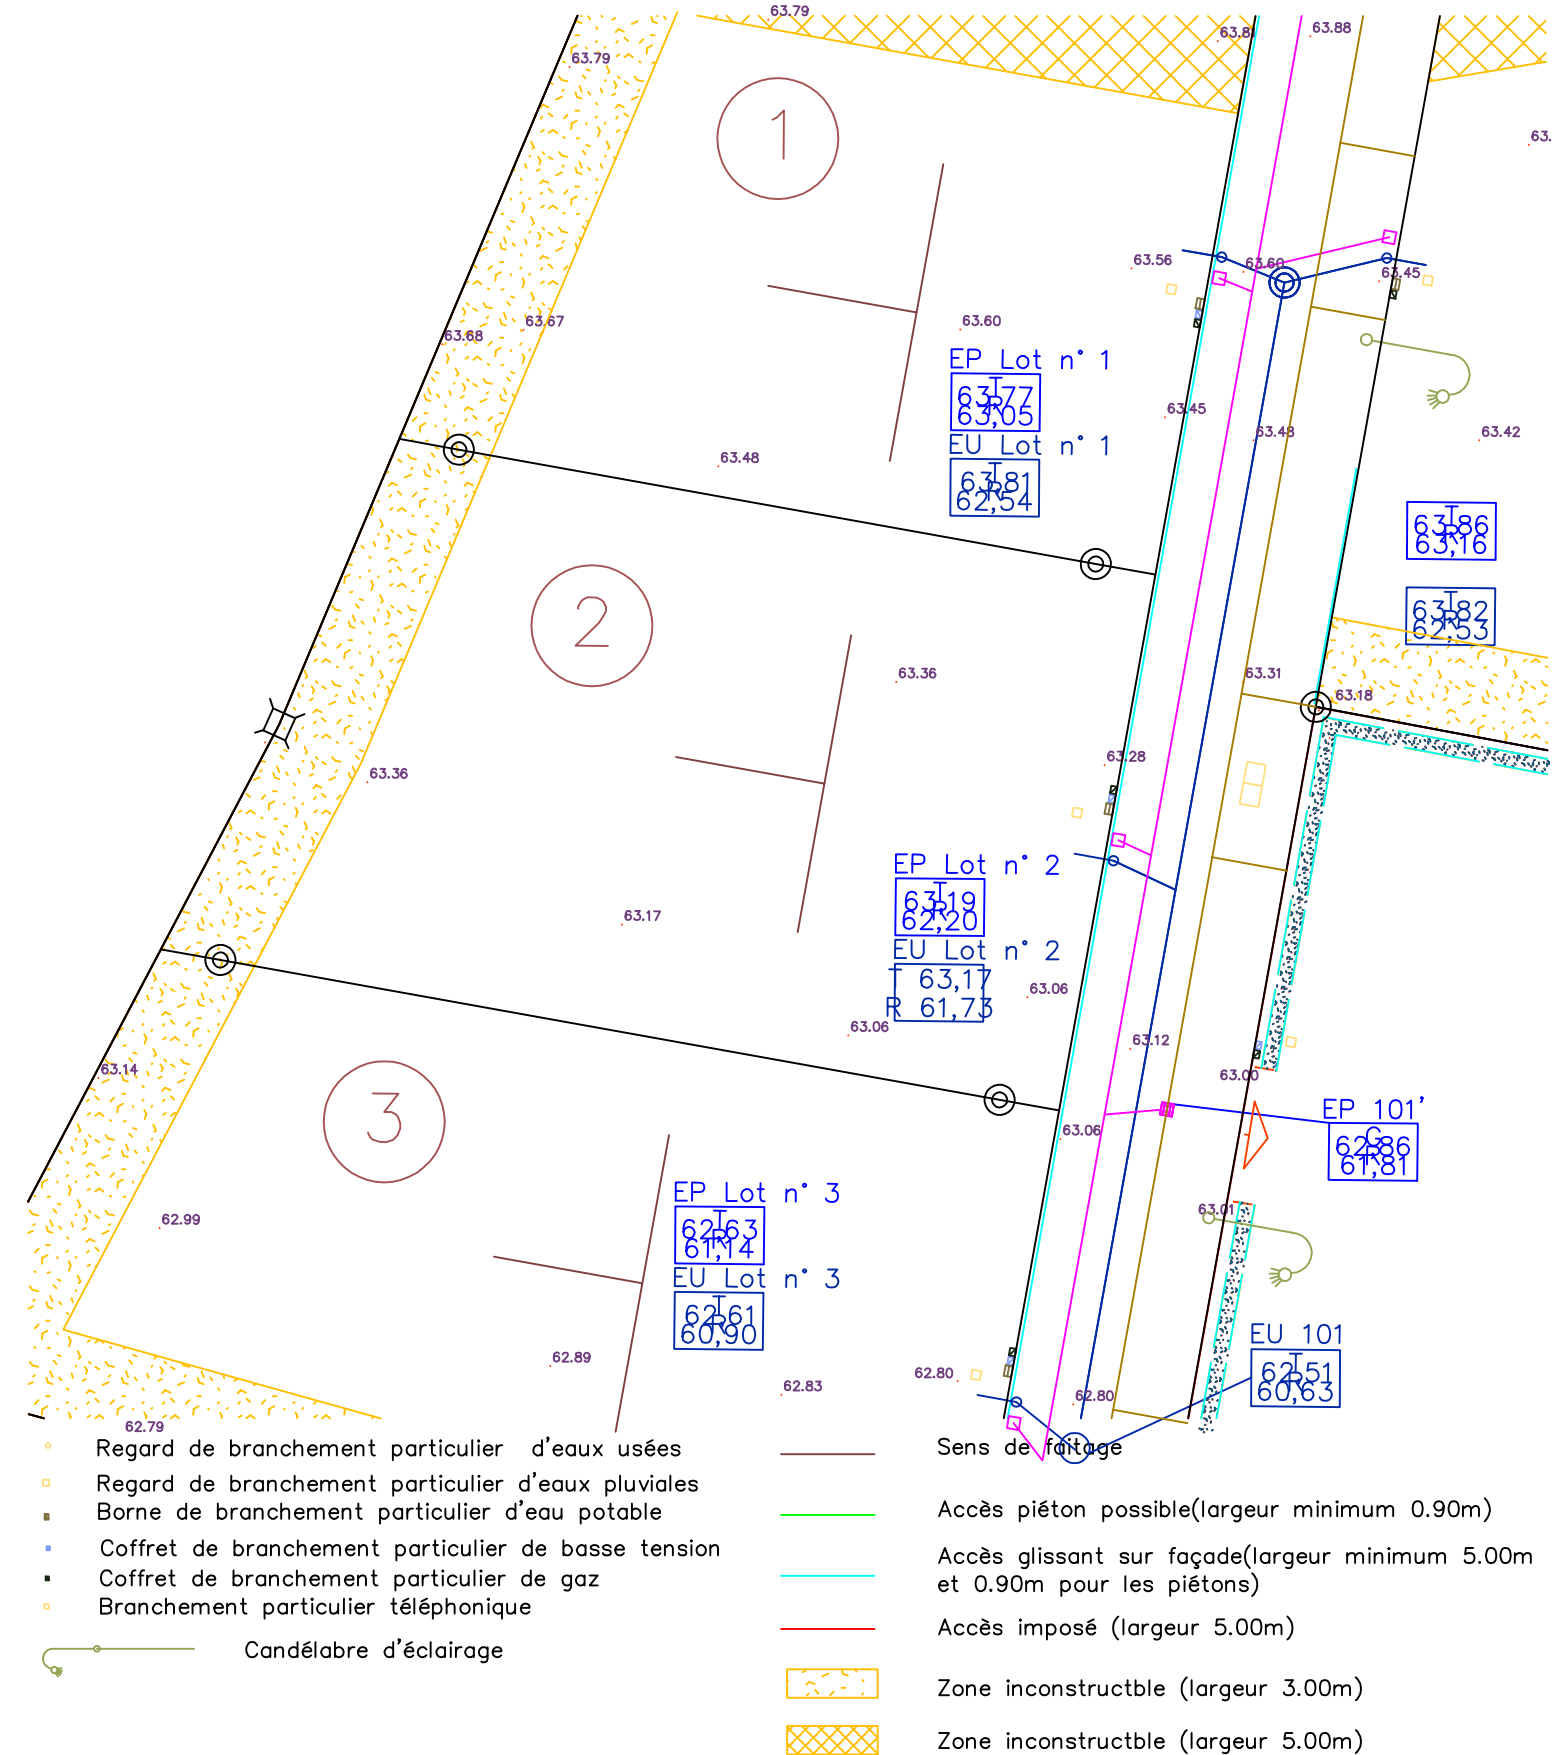 63.79
63.88
63.79
63.
1
63.56
63.60
63.45
63.68
63.67
63.60
EP Lot n° 1
T
63,77
R
63,05
63.45
63.48
63.42
EU Lot n° 1
T
63,81
R
62,54
63.48
T
63,86
R
63,16
T
63,82
R
62,53
2
63.36
63.31
63.18
63.28
63.36
EP Lot n° 2
T
63,19
R
62,20
63.17
EU Lot n° 2
T 63,17
R 61,73
63.06
63.06
63.12
63.14
63.00
3
EP 101'
G
62,86
R
61,81
63.06
EP Lot n° 3
T
62,63
R
61,14
62.99
63.01
EU Lot n° 3
T
62,61
R
60,90
EU 101
T
62,51
R
60,63
62.89
62.83
62.80
62.80
62.79
Regard de branchement particulier d'eaux usées
Regard de branchement particulier d'eaux pluviales
Borne de branchement particulier d'eau potable
Coffret de branchement particulier de basse tension
Coffret de branchement particulier de gaz
Branchement particulier téléphonique
Candélabre d'éclairage
Sens de faîtage
Accès piéton possible(largeur minimum 0.90m)
Accès glissant sur façade(largeur minimum 5.00m
et 0.90m pour les piétons)
Accès imposé (largeur 5.00m)
Zone inconstructble (largeur 3.00m)
Zone inconstructble (largeur 5.00m)